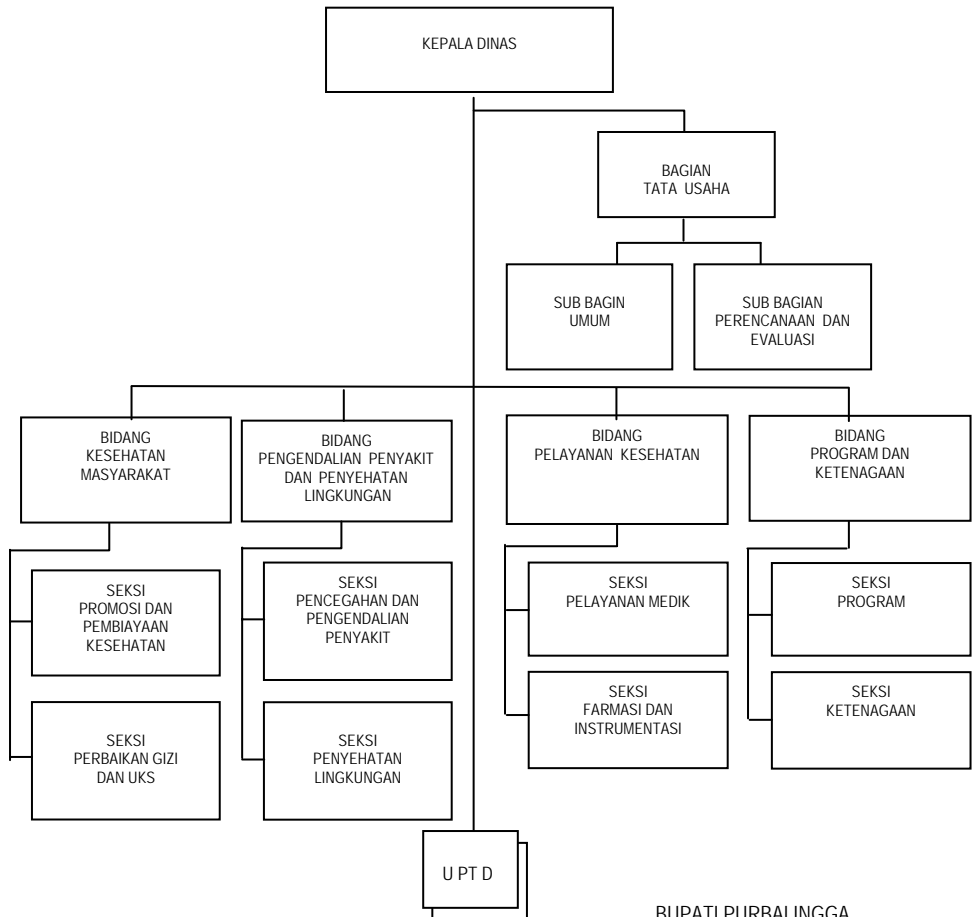 KEPALA DINAS
BAGIAN
TATA USAHA
SUB BAGIN
UMUM
SUB BAGIAN
PERENCANAAN DAN
EVALUASI
BIDANG
KESEHATAN
MASYARAKAT
BIDANG
PENGENDALIAN PENYAKIT
DAN PENYEHATAN
LINGKUNGAN
BIDANG
PELAYANAN KESEHATAN
BIDANG
PROGRAM DAN
KETENAGAAN
SEKSI
PROMOSI DAN
PEMBIAYAAN
KESEHATAN
SEKSI
PENCEGAHAN DAN
PENGENDALIAN
PENYAKIT
SEKSI
PELAYANAN MEDIK
SEKSI
PROGRAM
SEKSI
PERBAIKAN GIZI
DAN UKS
SEKSI
PENYEHATAN
LINGKUNGAN
SEKSI
FARMASI DAN
INSTRUMENTASI
SEKSI
KETENAGAAN
U PT D
BUPATI PURBALINGGA